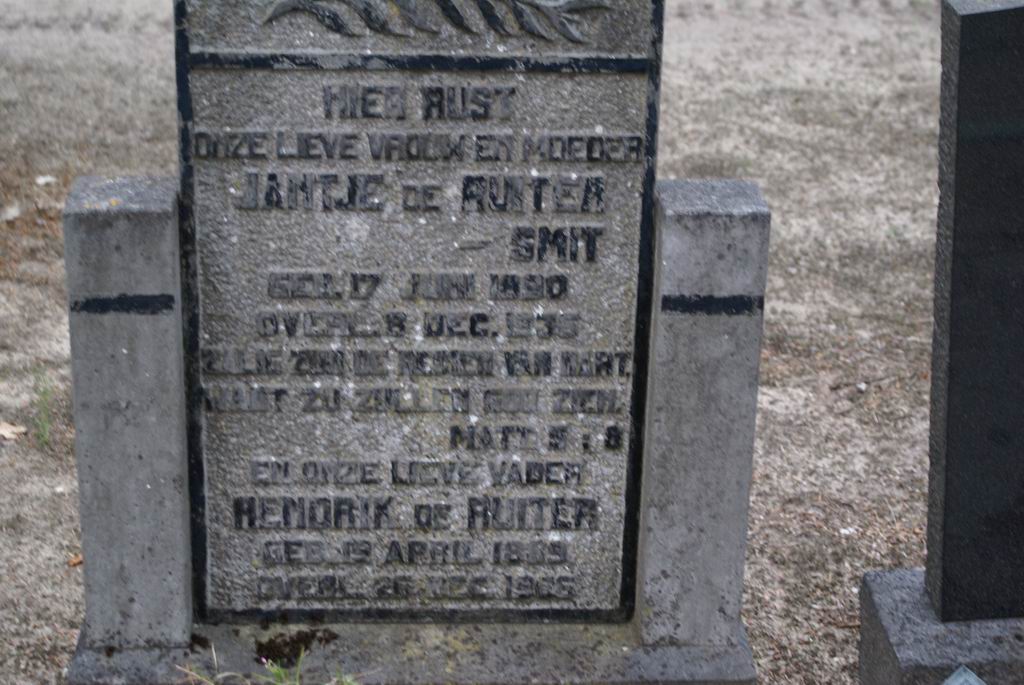 HIER RUST
ONZE LIEVE VROUW EN MOEDER
JANTJE DE RUITER
— SMIT
GEB. 17 JUNI 1890
OVERL. 8 DEC.
ZALIG ZIJN DE REINEN VAN HART,
WANT ZIJ ZULLEN GOD ZIEN.
MATT. 5 : 8
EN ONZE LIEVE VADER
HENDRIK DE RUITER
GEB. APRIL 1889
OVERL. 26 DEC. 1965